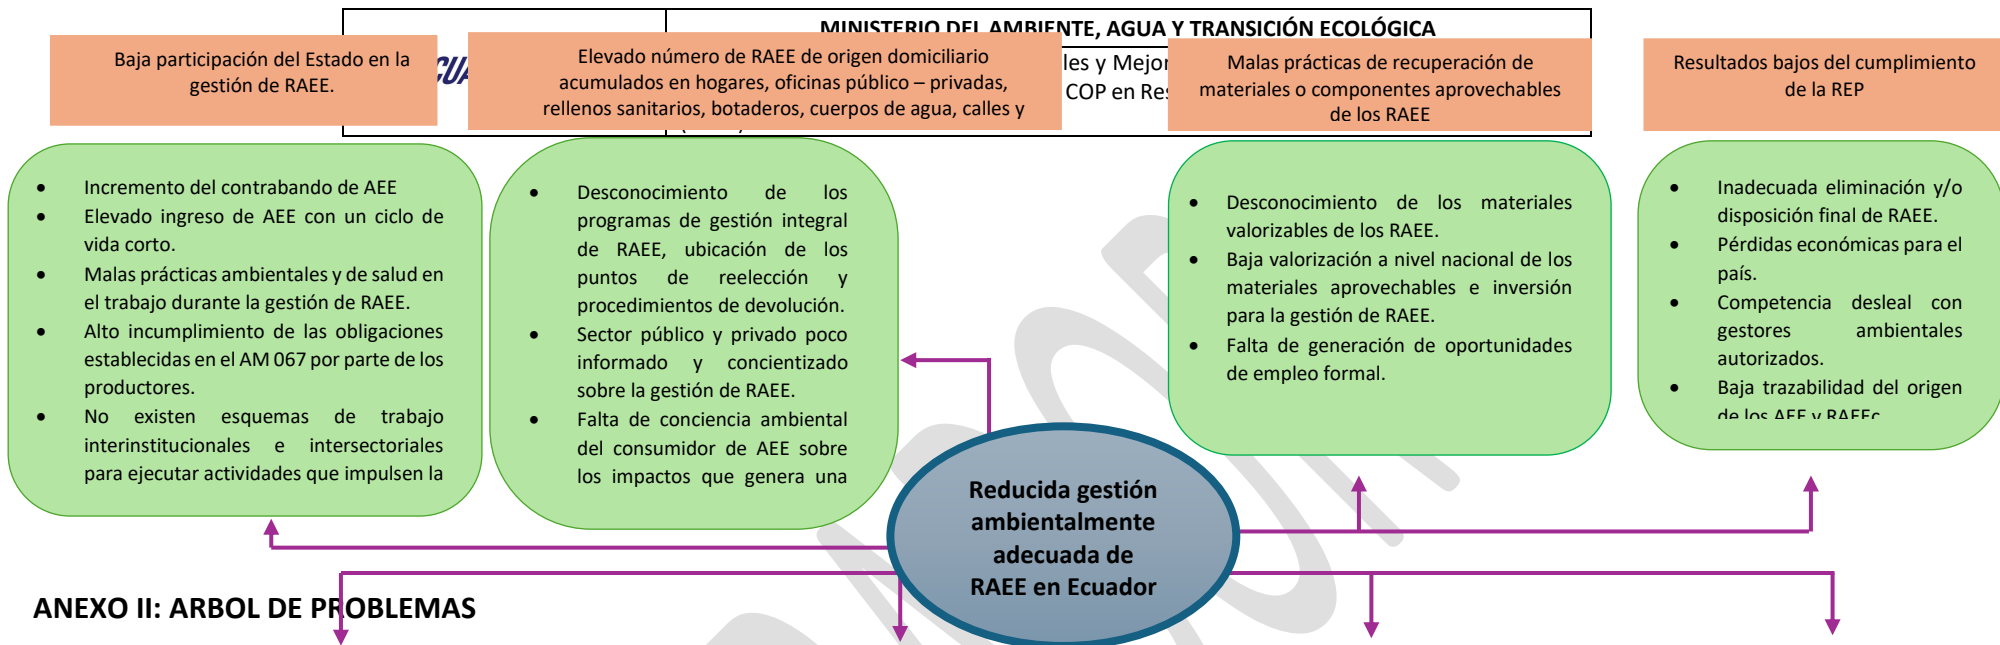 MINISTERIO DEL AMBIENTE, AGUA Y TRANSICIÓN ECOLÓGICA
les y Mejor
COP en Res
Baja participación del Estado en la
gestión de RAEE.
Elevado número de RAEE de origen domiciliario
acumulados en hogares, oficinas público – privadas,
rellenos sanitarios, botaderos, cuerpos de agua, calles y
Malas prácticas de recuperación de
materiales o componentes aprovechables
de los RAEE
Resultados bajos del cumplimiento
de la REP
• Incremento del contrabando de AEE
• Elevado ingreso de AEE con un ciclo de
vida corto.
• Malas prácticas ambientales y de salud en
el trabajo durante la gestión de RAEE.
• Alto incumplimiento de las obligaciones
establecidas en el AM 067 por parte de los
productores.
• No existen esquemas de trabajo
interinstitucionales e intersectoriales
para ejecutar actividades que impulsen la
• Desconocimiento de los
programas de gestión integral
de RAEE, ubicación de los
puntos de reelección y
procedimientos de devolución.
• Sector público y privado poco
informado y concientizado
sobre la gestión de RAEE.
• Falta de conciencia ambiental
del consumidor de AEE sobre
los impactos que genera una
• Desconocimiento de los materiales
valorizables de los RAEE.
• Baja valorización a nivel nacional de los
materiales aprovechables e inversión
para la gestión de RAEE.
• Falta de generación de oportunidades
de empleo formal.
• Inadecuada eliminación y/o
disposición final de RAEE.
• Pérdidas económicas para el
país.
• Competencia desleal con
gestores ambientales
autorizados.
• Baja trazabilidad del origen
de los AEE y RAEEc
Reducida gestión
ambientalmente
adecuada de
RAEE en Ecuador
ANEXO II: ARBOL DE PROBLEMAS